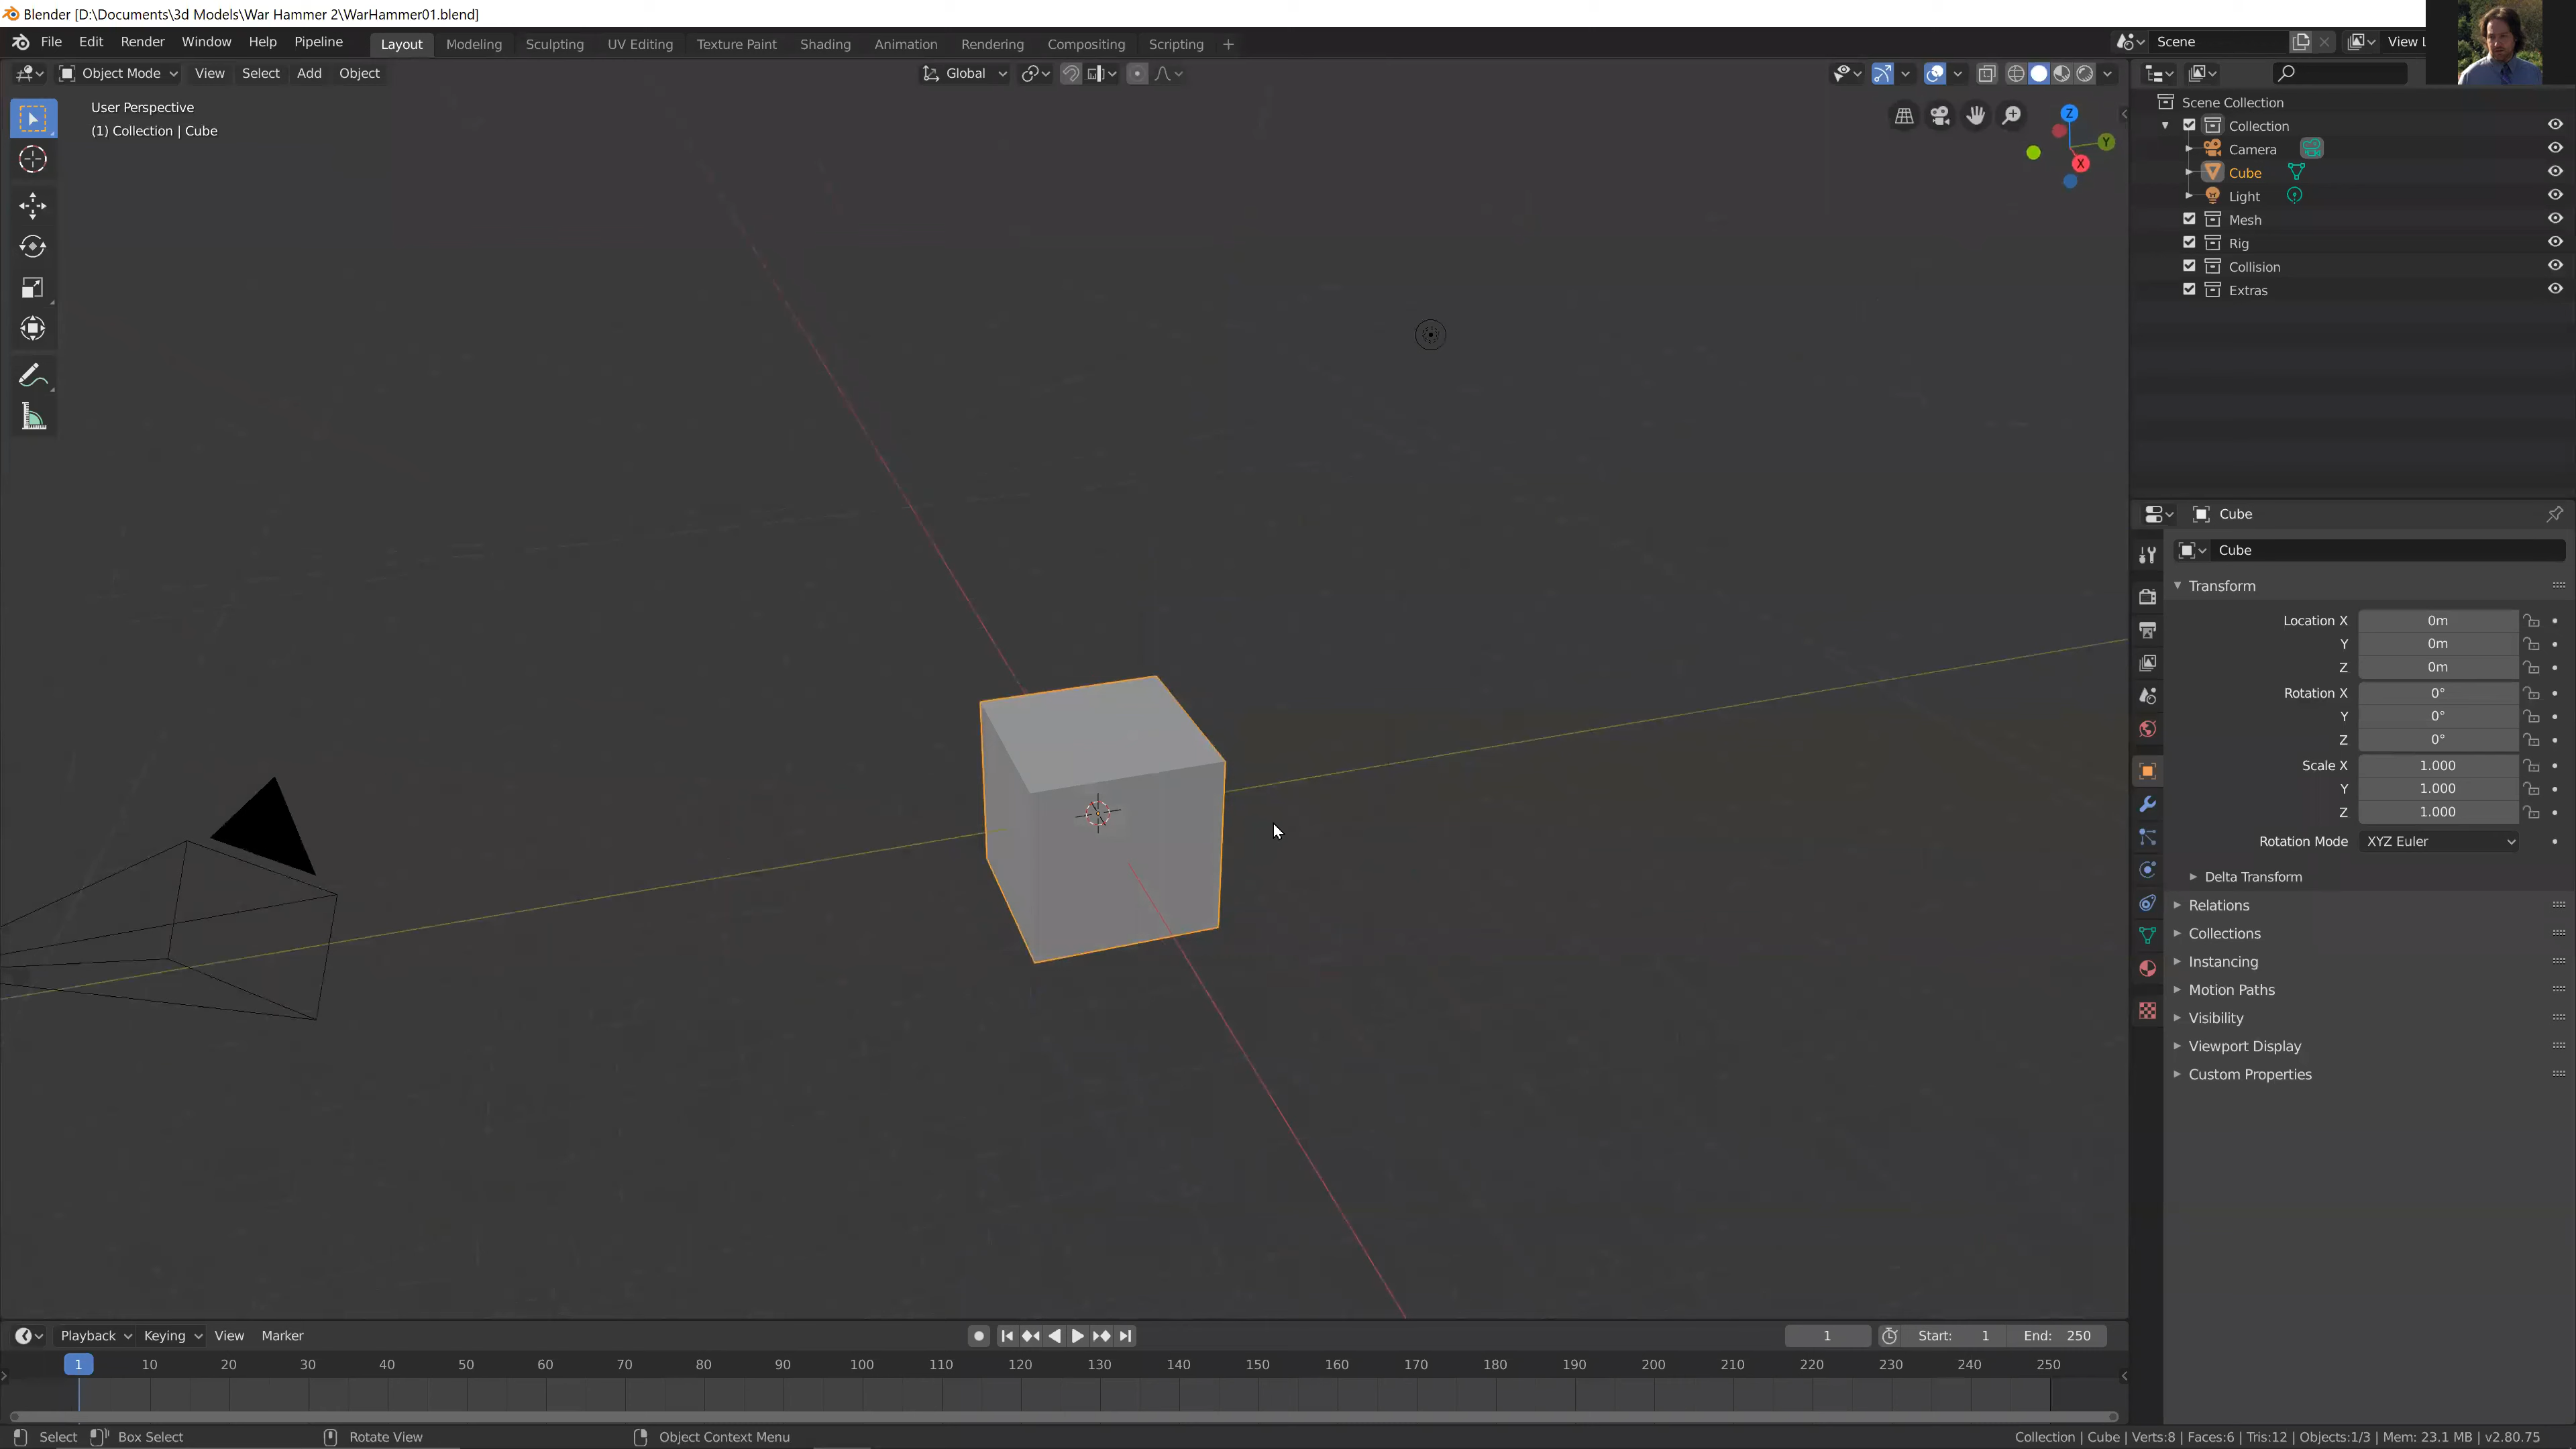 Blender [D:\Documents\3d Models\War Hammer 2\WarHammer01.blend]
File Edit Render Window Help Pipeline Layout Modeling Sculpting UV Editing Texture Paint Shading Animation Rendering Compositing Scripting + Scene View L
Object Mode View Select Add Object Global
User Perspective
(1) Collection | Cube
Z
Y
X
Scene Collection
Collection
Camera
Cube
Light
Mesh
Rig
Collision
Extras
Cube
Cube
Transform
Location X 0m
Y 0m
Z 0m
Rotation X 0°
Y 0°
Z 0°
Scale X 1.000
Y 1.000
Z 1.000
Rotation Mode XYZ Euler
Delta Transform
Relations
Collections
Instancing
Motion Paths
Visibility
Viewport Display
Custom Properties
Playback Keying View Marker 1 Start: 1 End: 250
1 10 20 30 40 50 60 70 80 90 100 110 120 130 140 150 160 170 180 190 200 210 220 230 240 250
Select Box Select Rotate View Object Context Menu Collection | Cube | Verts:8 | Faces:6 | Tris:12 | Objects:1/3 | Mem: 23.1 MB | v2.80.75